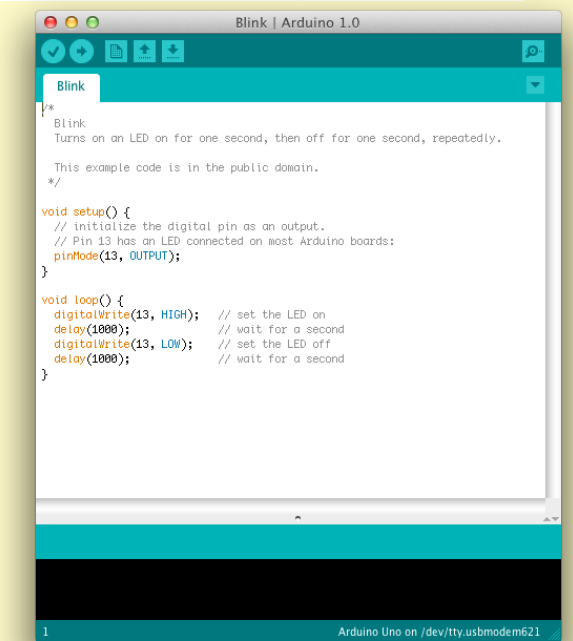 Blink | Arduino 1.0
Blink
/*
  Blink
  Turns on an LED on for one second, then off for one second, repeatedly.

  This example code is in the public domain.
 */

void setup() {
  // initialize the digital pin as an output.
  // Pin 13 has an LED connected on most Arduino boards:
  pinMode(13, OUTPUT);
}

void loop() {
  digitalWrite(13, HIGH);   // set the LED on
  delay(1000);              // wait for a second
  digitalWrite(13, LOW);    // set the LED off
  delay(1000);              // wait for a second
}
1 Arduino Uno on /dev/tty.usbmodem621